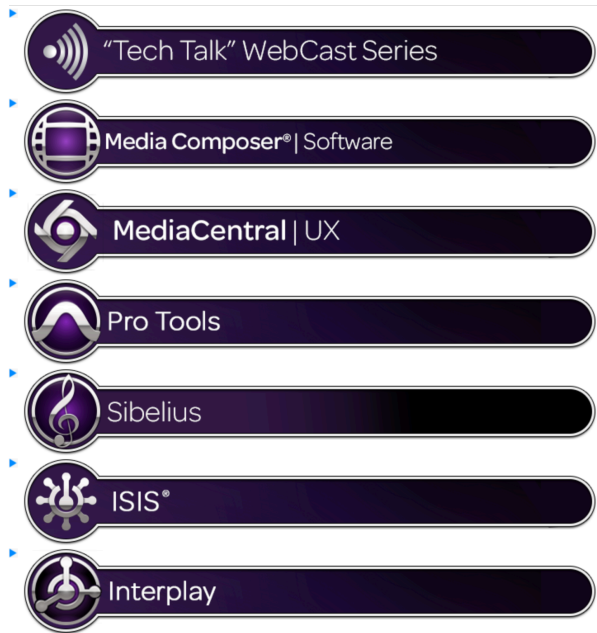 “Tech Talk” WebCast Series
Media Composer®|Software
MediaCentral|UX
Pro Tools
Sibelius
ISIS®
Interplay